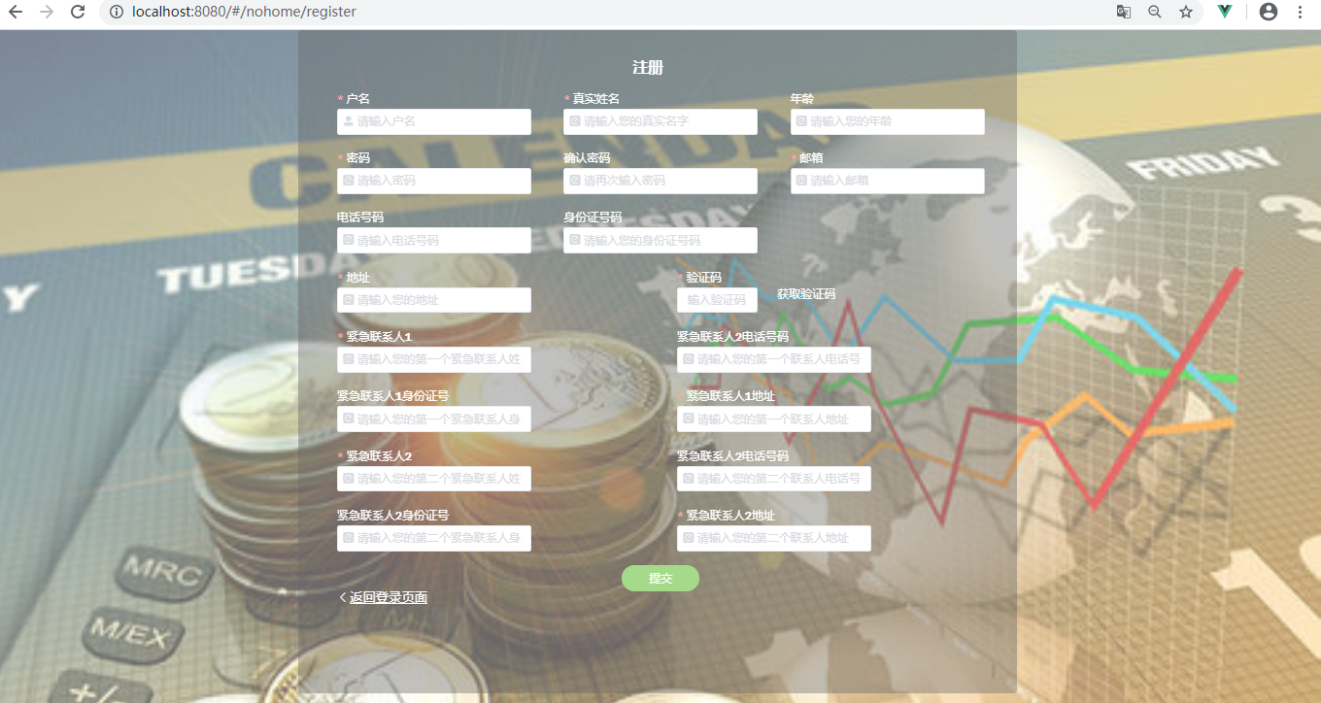 localhost:8080/#/nohome/register
注册
* 户名
* 真实姓名
年龄
请输入户名
请输入您的真实名字
请输入您的年龄
* 密码
确认密码
* 邮箱
请输入密码
请再次输入密码
请输入邮箱
电话号码
身份证号码
请输入电话号码
请输入您的身份证号码
* 地址
* 验证码
请输入您的地址
输入验证码
获取验证码
* 紧急联系人1
紧急联系人2电话号码
请输入您的第一个紧急联系人姓
请输入您的第一个联系人电话号
紧急联系人1身份证号
* 紧急联系人1地址
请输入您的第一个紧急联系人身
请输入您的第一个联系人地址
* 紧急联系人2
紧急联系人2电话号码
请输入您的第二个紧急联系人姓
请输入您的第二个联系人电话号
紧急联系人2身份证号
* 紧急联系人2地址
请输入您的第二个紧急联系人身
请输入您的第二个联系人地址
提交
返回登录页面
CALENDAR
FRIDAY
TUESDAY
MRC
M/EX
+/-